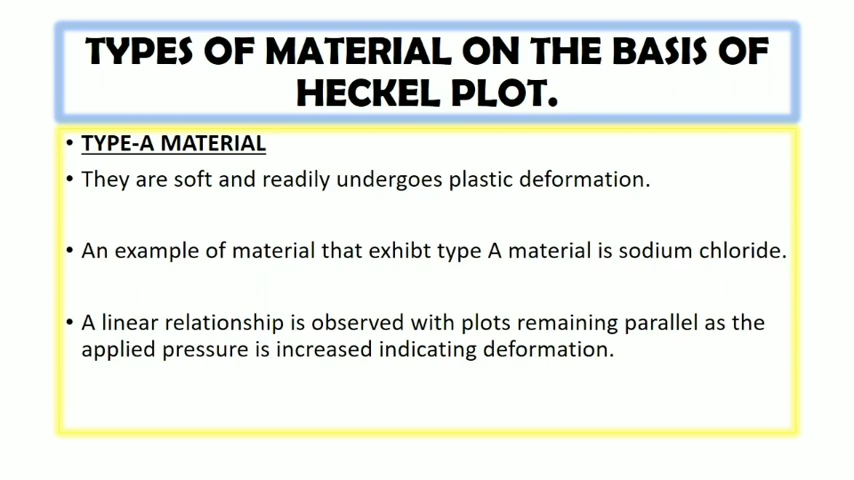 TYPES OF MATERIAL ON THE BASIS OF
HECKEL PLOT.
• TYPE-A MATERIAL
• They are soft and readily undergoes plastic deformation.
• An example of material that exhibt type A material is sodium chloride.
• A linear relationship is observed with plots remaining parallel as the
applied pressure is increased indicating deformation.